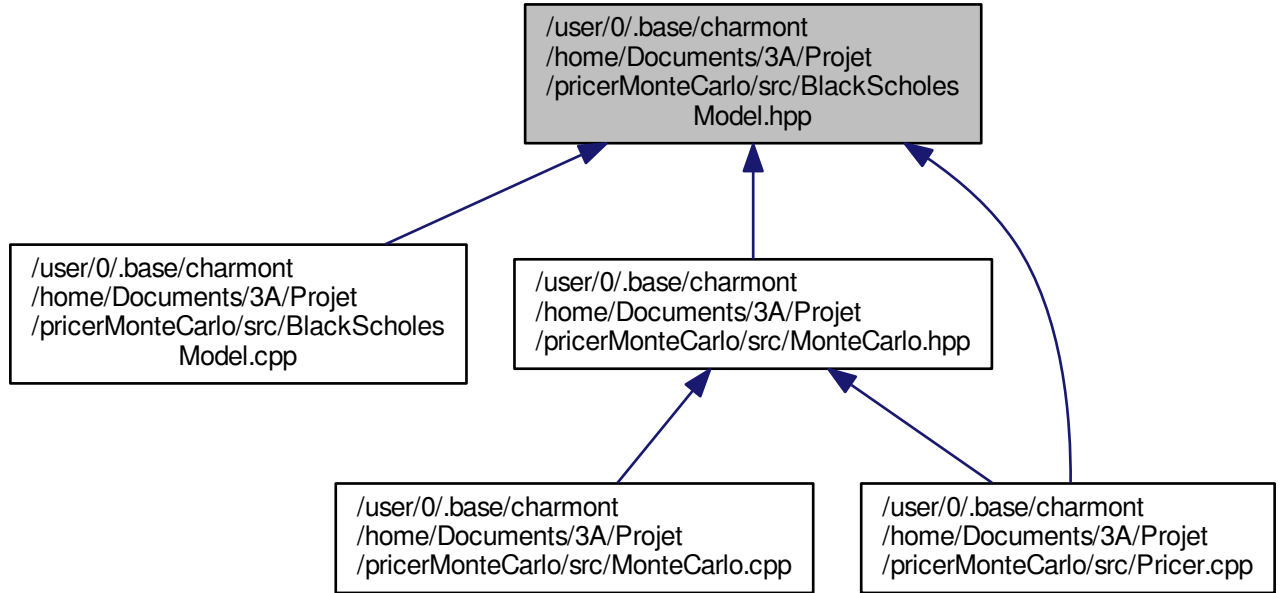 /user/0/.base/charmont
/home/Documents/3A/Projet
/pricerMonteCarlo/src/BlackScholes
Model.hpp
/user/0/.base/charmont
/home/Documents/3A/Projet
/pricerMonteCarlo/src/BlackScholes
Model.cpp
/user/0/.base/charmont
/home/Documents/3A/Projet
/pricerMonteCarlo/src/MonteCarlo.hpp
/user/0/.base/charmont
/home/Documents/3A/Projet
/pricerMonteCarlo/src/MonteCarlo.cpp
/user/0/.base/charmont
/home/Documents/3A/Projet
/pricerMonteCarlo/src/Pricer.cpp